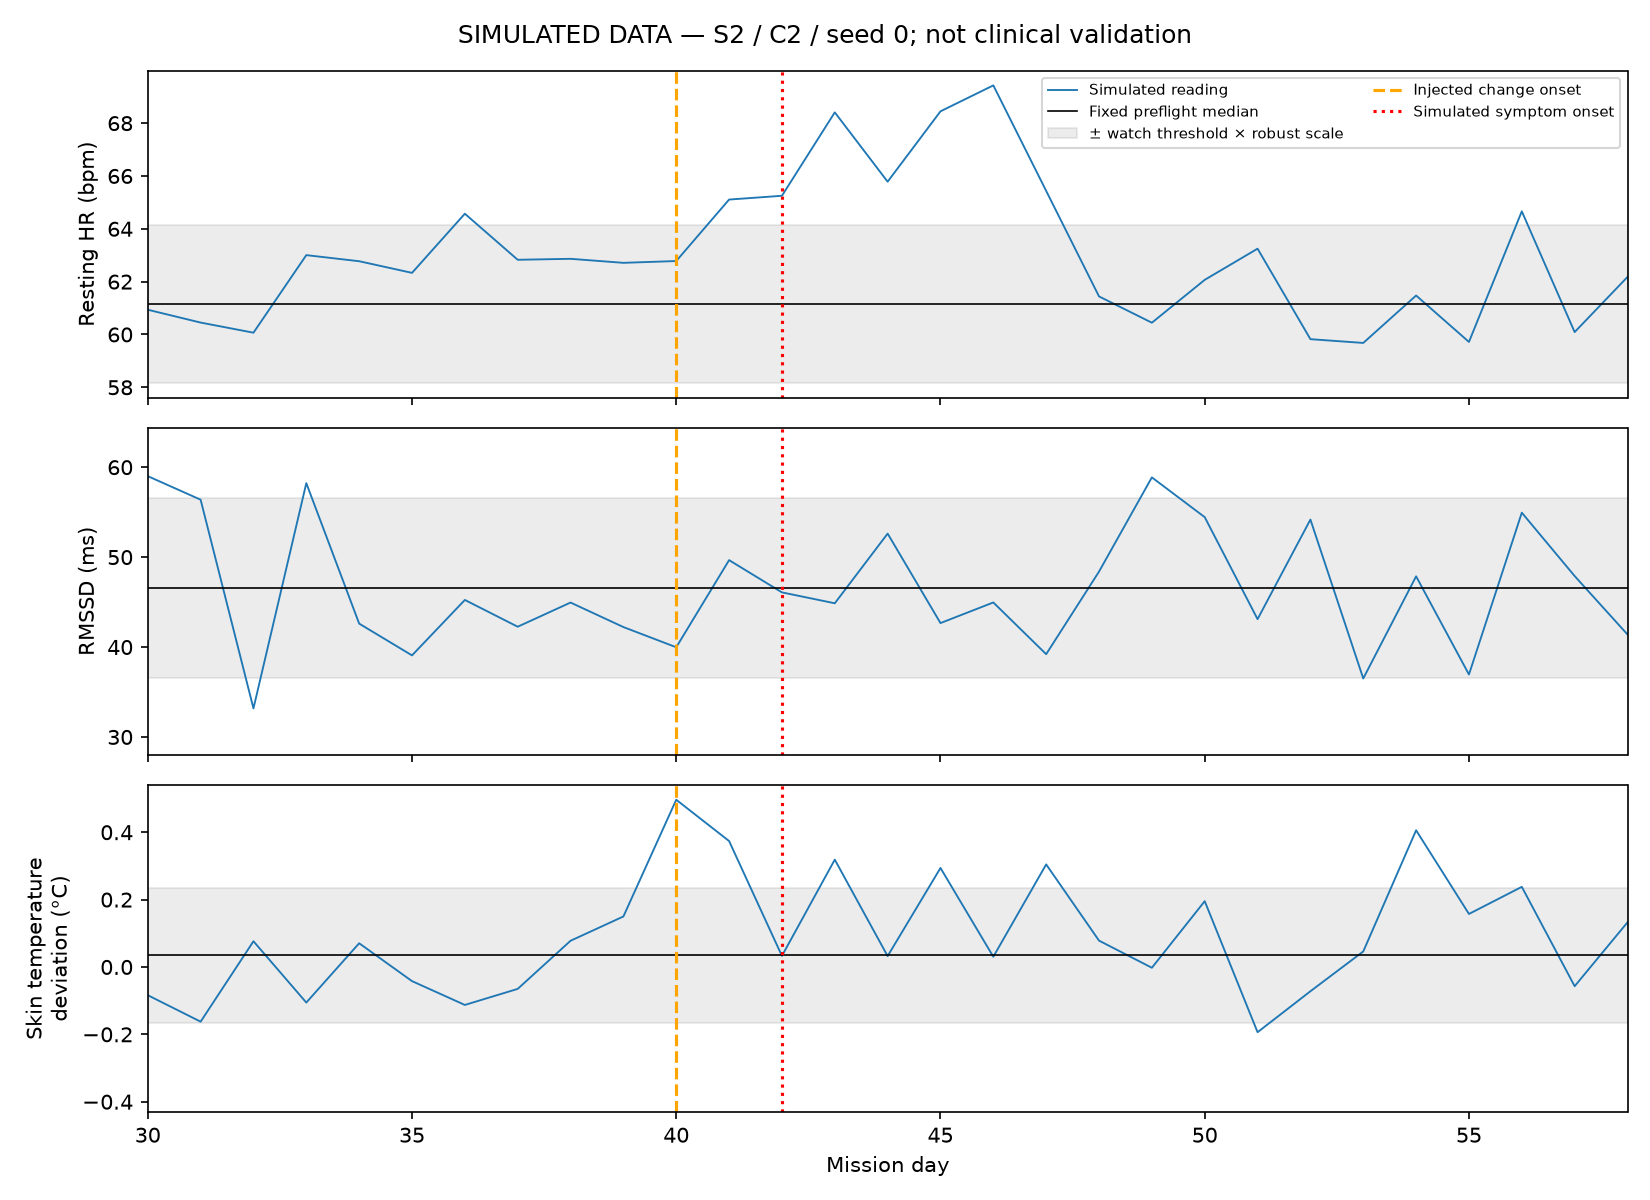 SIMULATED DATA — S2 / C2 / seed 0; not clinical validation
Simulated reading
Fixed preflight median
± watch threshold × robust scale
Injected change onset
Simulated symptom onset
Resting HR (bpm)
68
66
64
62
60
58
RMSSD (ms)
60
50
40
30
Skin temperature
deviation (°C)
0.4
0.2
0.0
−0.2
−0.4
30
35
40
45
50
55
Mission day